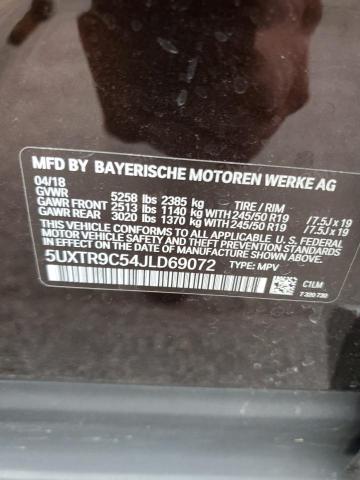 MFD BY BAYERISCHE MOTOREN WERKE AG
04/18
GVWR 5258 lbs 2385 kg TIRE / RIM
GAWR FRONT 2513 lbs 1140 kg WITH 245/50 R19 /7.5J x 19
GAWR REAR 3020 lbs 1370 kg WITH 245/50 R19 /7.5J x 19
THIS VEHICLE CONFORMS TO ALL APPLICABLE U.S. FEDERAL
MOTOR VEHICLE SAFETY AND THEFT PREVENTION STANDARDS
IN EFFECT ON THE DATE OF MANUFACTURE SHOWN ABOVE.
5UXTR9C54JLD69072 TYPE: MPV
C1LM
7 320 732